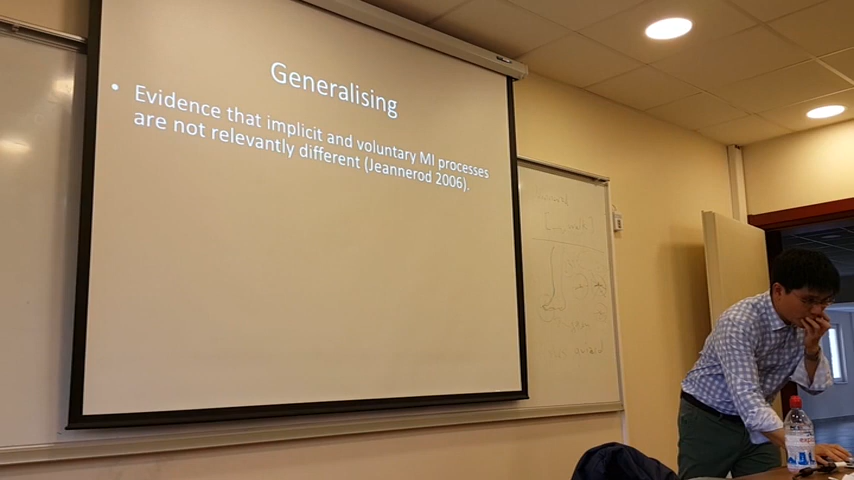 Generalising
• Evidence that implicit and voluntary MI processes
are not relevantly different (Jeannerod 2006).